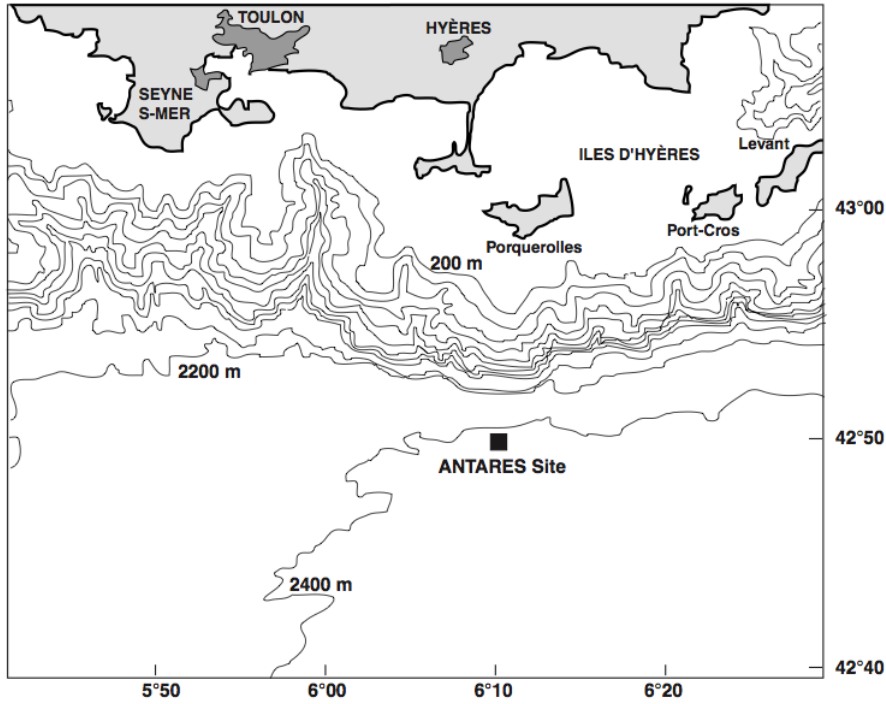 TOULON
HYÈRES
SEYNE
S-MER
Levant
ILES D'HYÈRES
43°00
Port-Cros
Porquerolles
200 m
2200 m
42°50
ANTARES Site
2400 m
42°40
5°50
6°00
6°10
6°20